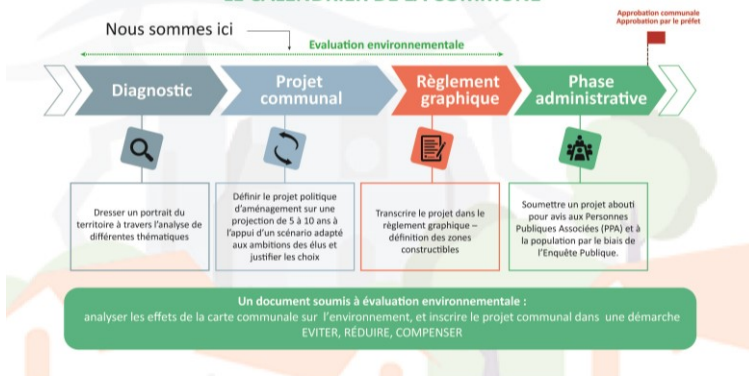 LE CALENDRIER DE LA COMMUNE
Approbation communale
Approbation par le préfet
Nous sommes ici
Evaluation environnementale
Diagnostic
Projet
communal
Règlement
graphique
Phase
administrative
Dresser un portrait du
territoire à travers l'analyse de
différentes thématiques
Définir le projet politique
d'aménagement sur une
projection de 5 à 10 ans à
l'appui d'un scénario adapté
aux ambitions des élus et
justifier les choix
Transcrire le projet dans le
règlement graphique –
définition des zones
constructibles
Soumettre un projet abouti
pour avis aux Personnes
Publiques Associées (PPA) et à
la population par le biais de
l'Enquête Publique.
Un document soumis à évaluation environnementale :
analyser les effets de la carte communale sur l'environnement, et inscrire le projet communal dans une démarche
EVITER, RÉDUIRE, COMPENSER